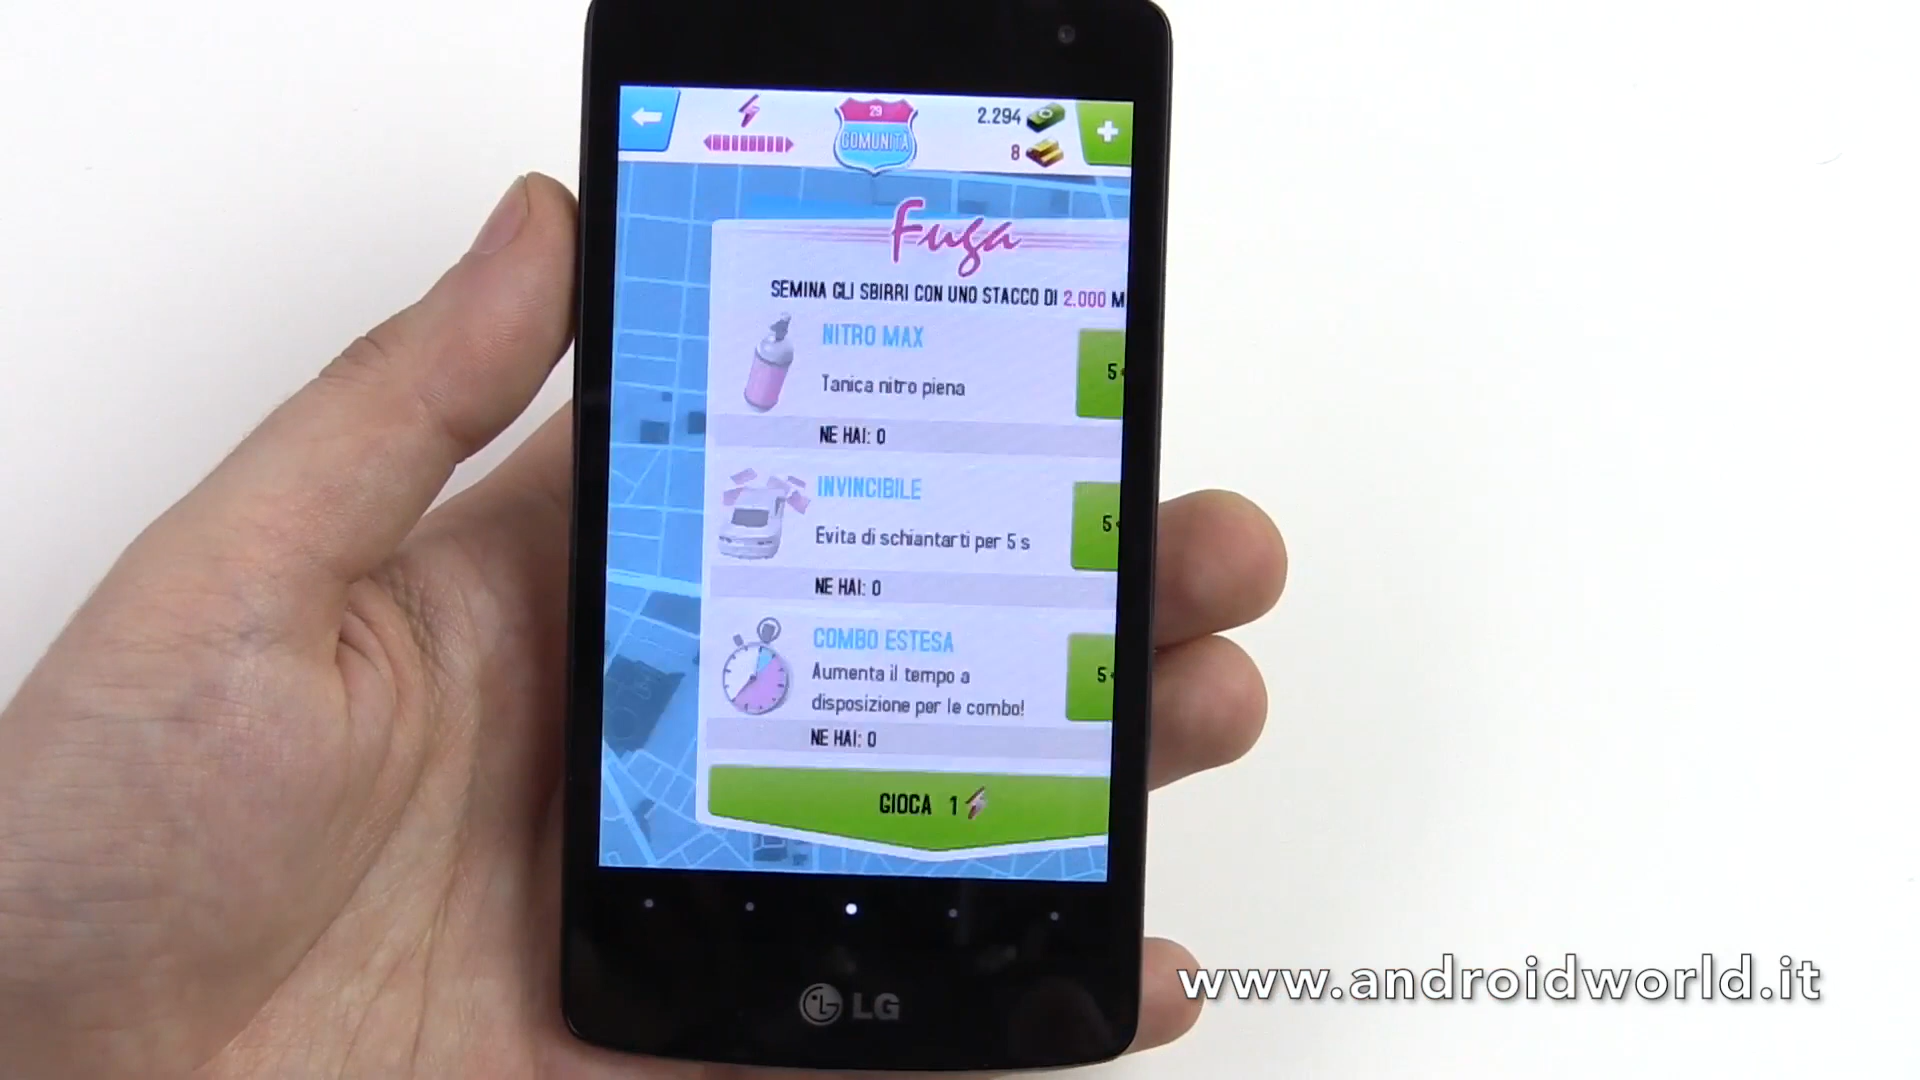 29
COMUNITÀ
2.294
8
Fuga
SEMINA GLI SBIRRI CON UNO STACCO DI 2.000 M
NITRO MAX
Tanica nitro piena
5
NE HAI: 0
INVINCIBILE
Evita di schiantarti per 5 s
5
NE HAI: 0
COMBO ESTESA
Aumenta il tempo a
disposizione per le combo!
5
NE HAI: 0
GIOCA 1
LG
www.androidworld.it